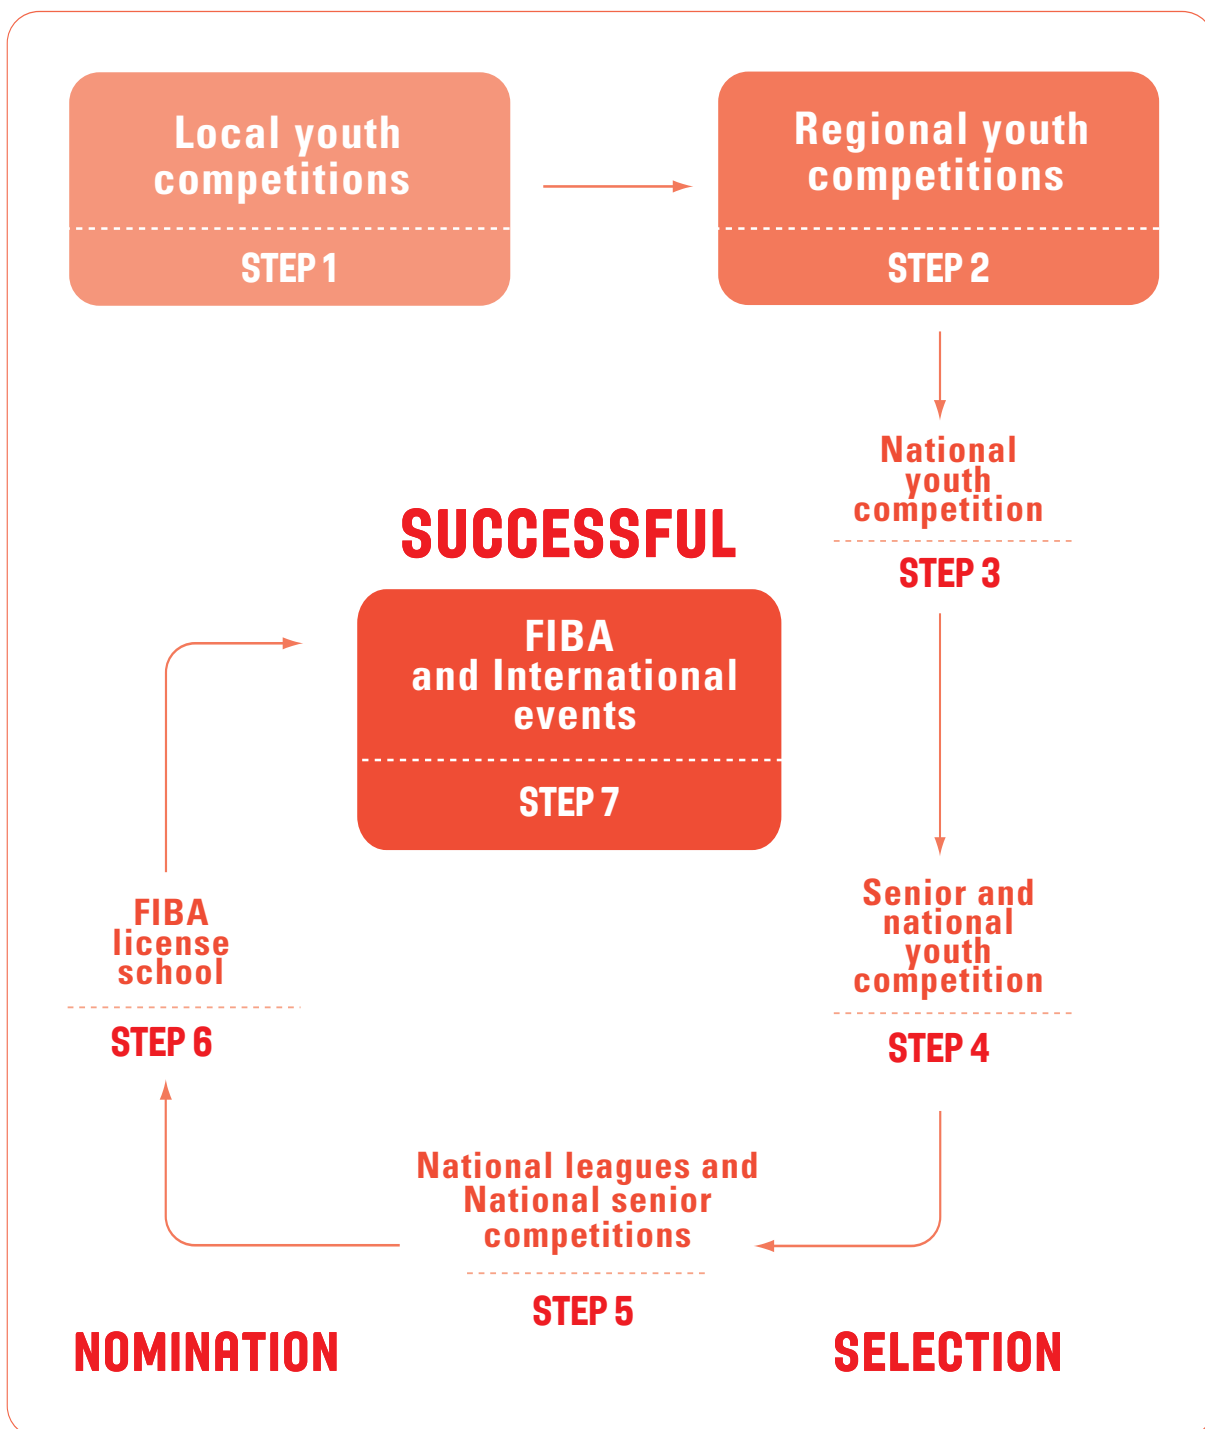 Local youth
competitions
STEP 1
Regional youth
competitions
STEP 2
National
youth
competition
STEP 3
SUCCESSFUL
FIBA
and International
events
STEP 7
Senior and
national
youth
competition
STEP 4
FIBA
license
school
STEP 6
National leagues and
National senior
competitions
STEP 5
NOMINATION
SELECTION